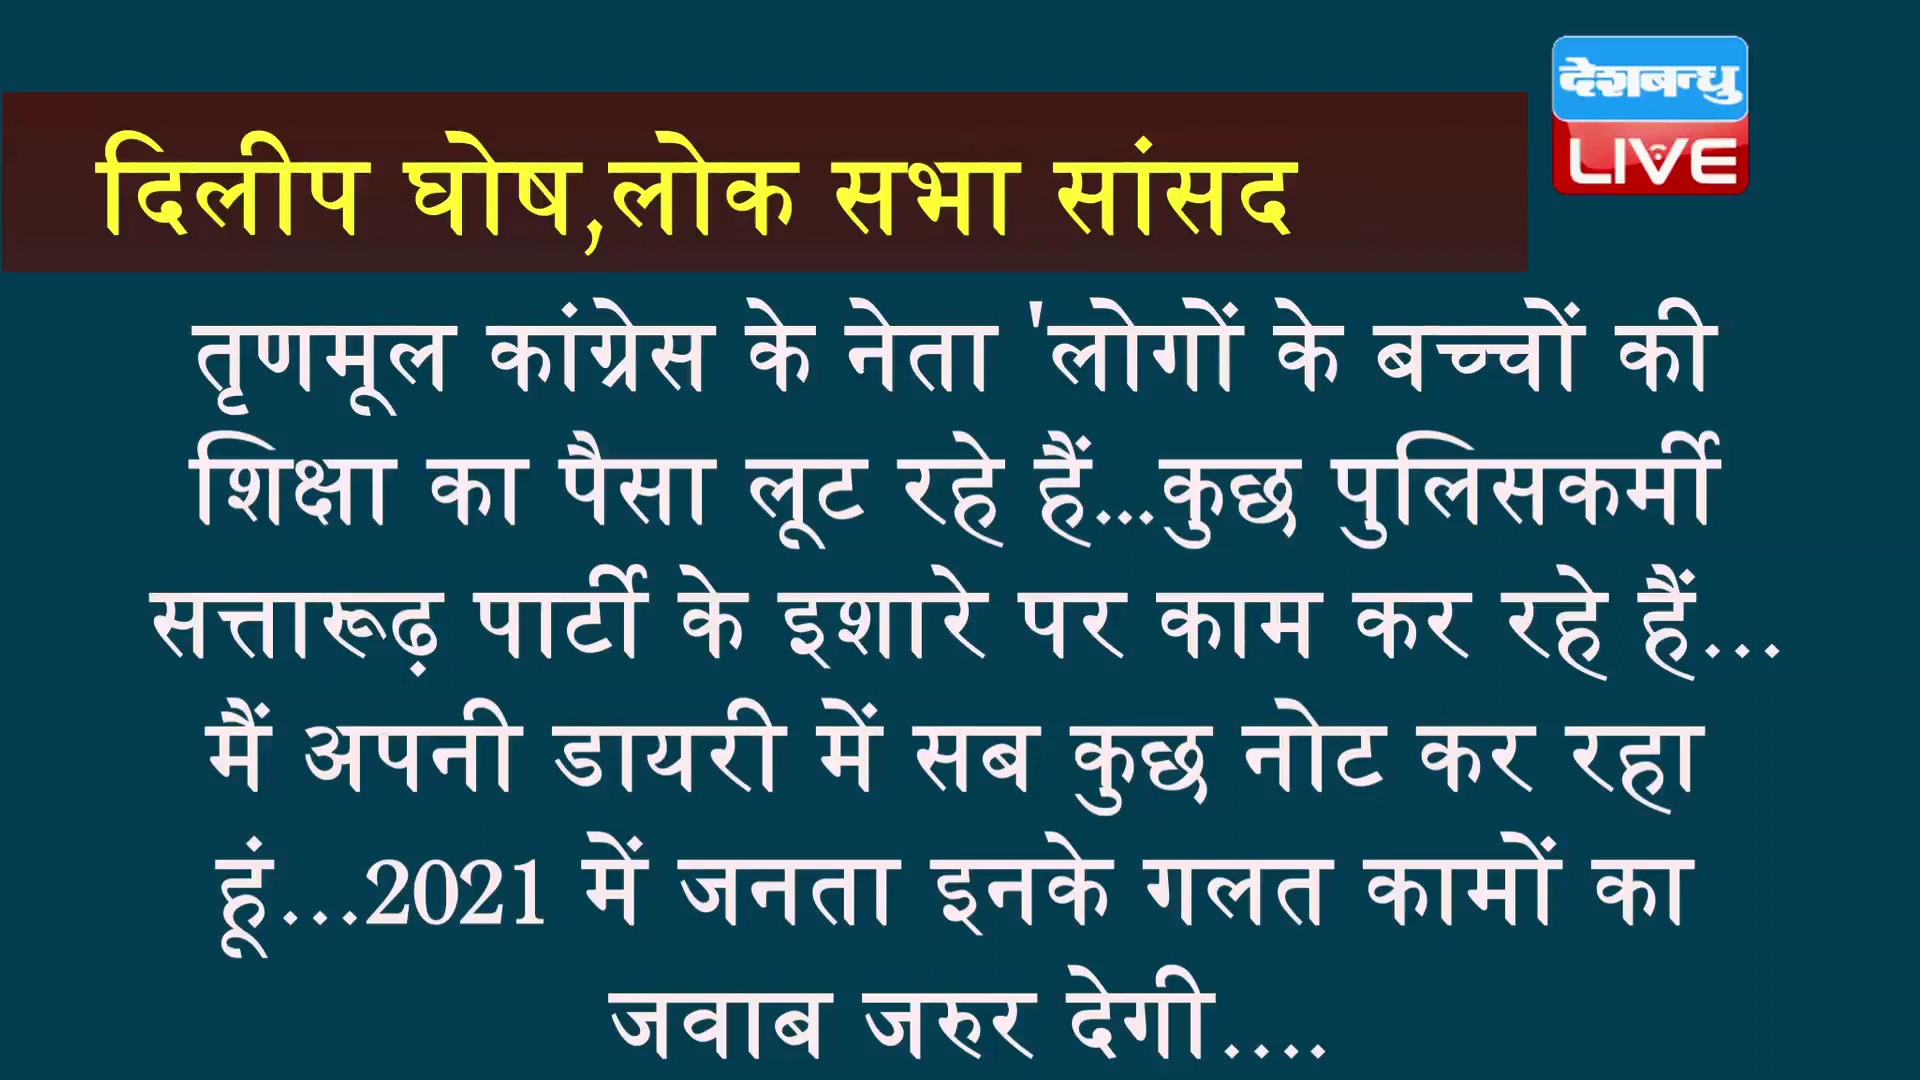 देशबन्धु
LIVE
दिलीप घोष,लोक सभा सांसद
तृणमूल कांग्रेस के नेता 'लोगों के बच्चों की
शिक्षा का पैसा लूट रहे हैं...कुछ पुलिसकर्मी
सत्तारूढ़ पार्टी के इशारे पर काम कर रहे हैं...
मैं अपनी डायरी में सब कुछ नोट कर रहा
हूं...2021 में जनता इनके गलत कामों का
जवाब जरुर देगी....